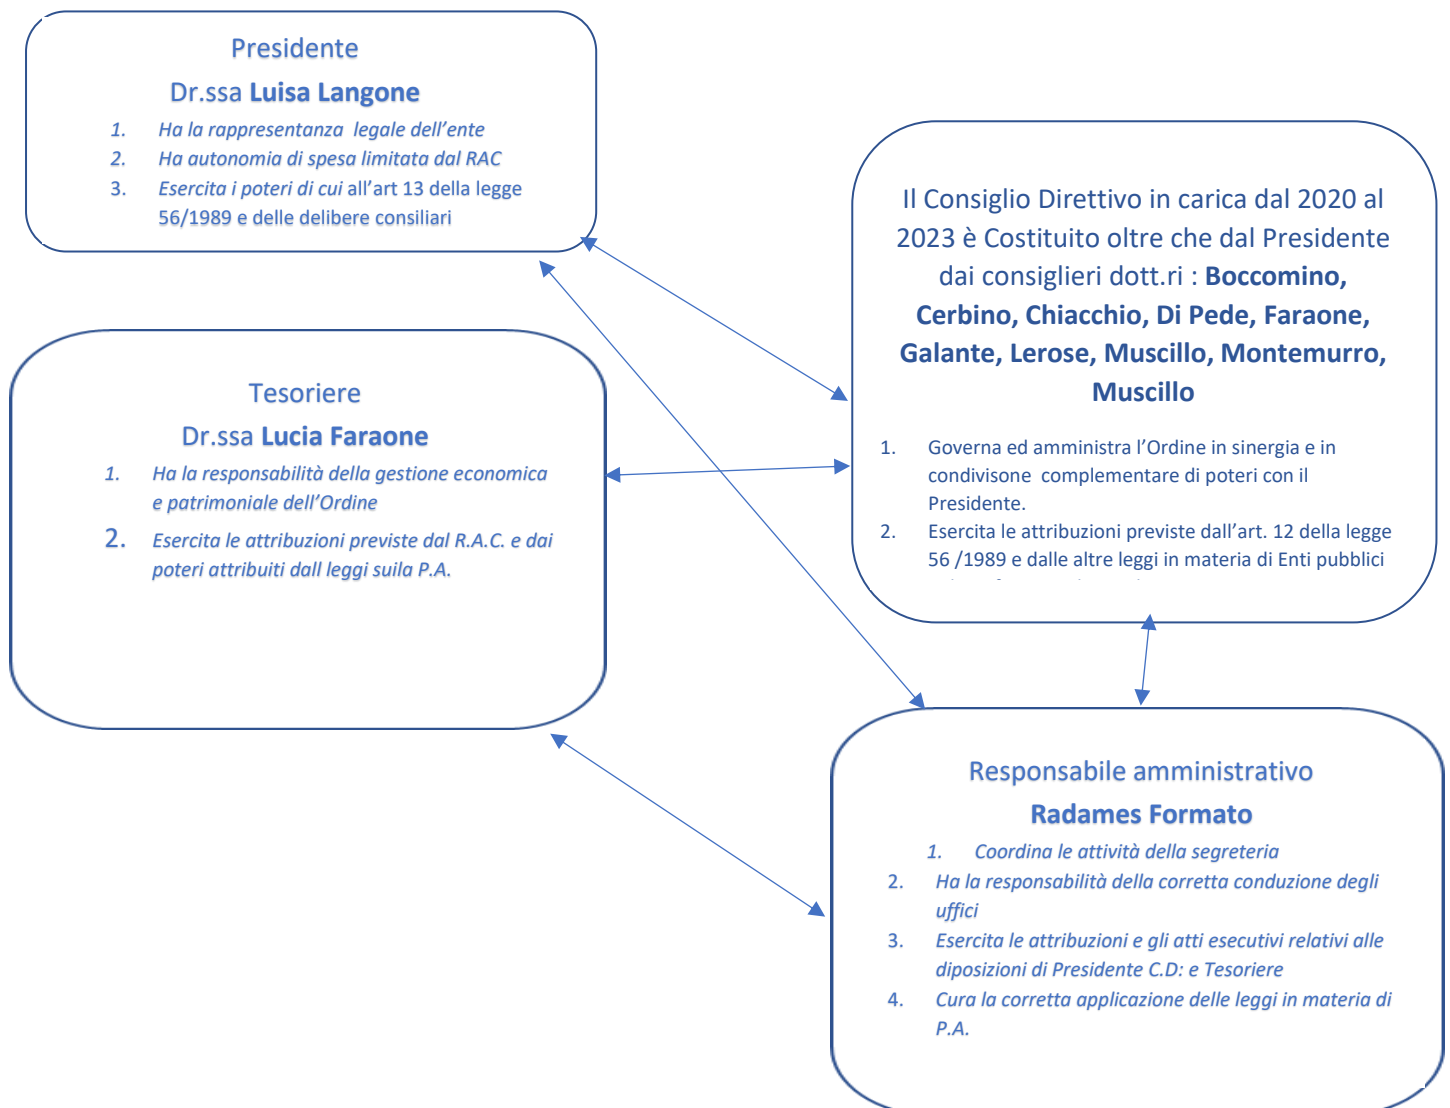 Presidente
Dr.ssa Luisa Langone
1. Ha la rappresentanza legale dell'ente
2. Ha autonomia di spesa limitata dal RAC
3. Esercita i poteri di cui all'art 13 della legge
56/1989 e delle delibere consiliari
Tesoriere
Dr.ssa Lucia Faraone
1. Ha la responsabilità della gestione economica
e patrimoniale dell'Ordine
2. Esercita le attribuzioni previste dal R.A.C. e dai
poteri attribuiti dall leggi suila P.A.
Il Consiglio Direttivo in carica dal 2020 al
2023 è Costituito oltre che dal Presidente
dai consiglieri dott.ri : Boccomino,
Cerbino, Chiacchio, Di Pede, Faraone,
Galante, Lerose, Muscillo, Montemurro,
Muscillo
1. Governa ed amministra l'Ordine in sinergia e in
condivisone complementare di poteri con il
Presidente.
2. Esercita le attribuzioni previste dall'art. 12 della legge
56 /1989 e dalle altre leggi in materia di Enti pubblici
Responsabile amministrativo
Radames Formato
1. Coordina le attività della segreteria
2. Ha la responsabilità della corretta conduzione degli
uffici
3. Esercita le attribuzioni e gli atti esecutivi relativi alle
diposizioni di Presidente C.D: e Tesoriere
4. Cura la corretta applicazione delle leggi in materia di
P.A.